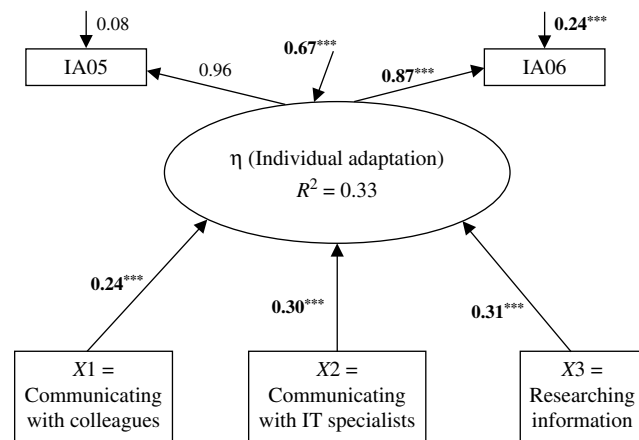 0.08
0.67***
0.24***
IA05
0.96
0.87***
IA06
η (Individual adaptation)
R² = 0.33
0.24***
0.30***
0.31***
X1 =
Communicating
with colleagues
X2 =
Communicating
with IT specialists
X3 =
Researching
information